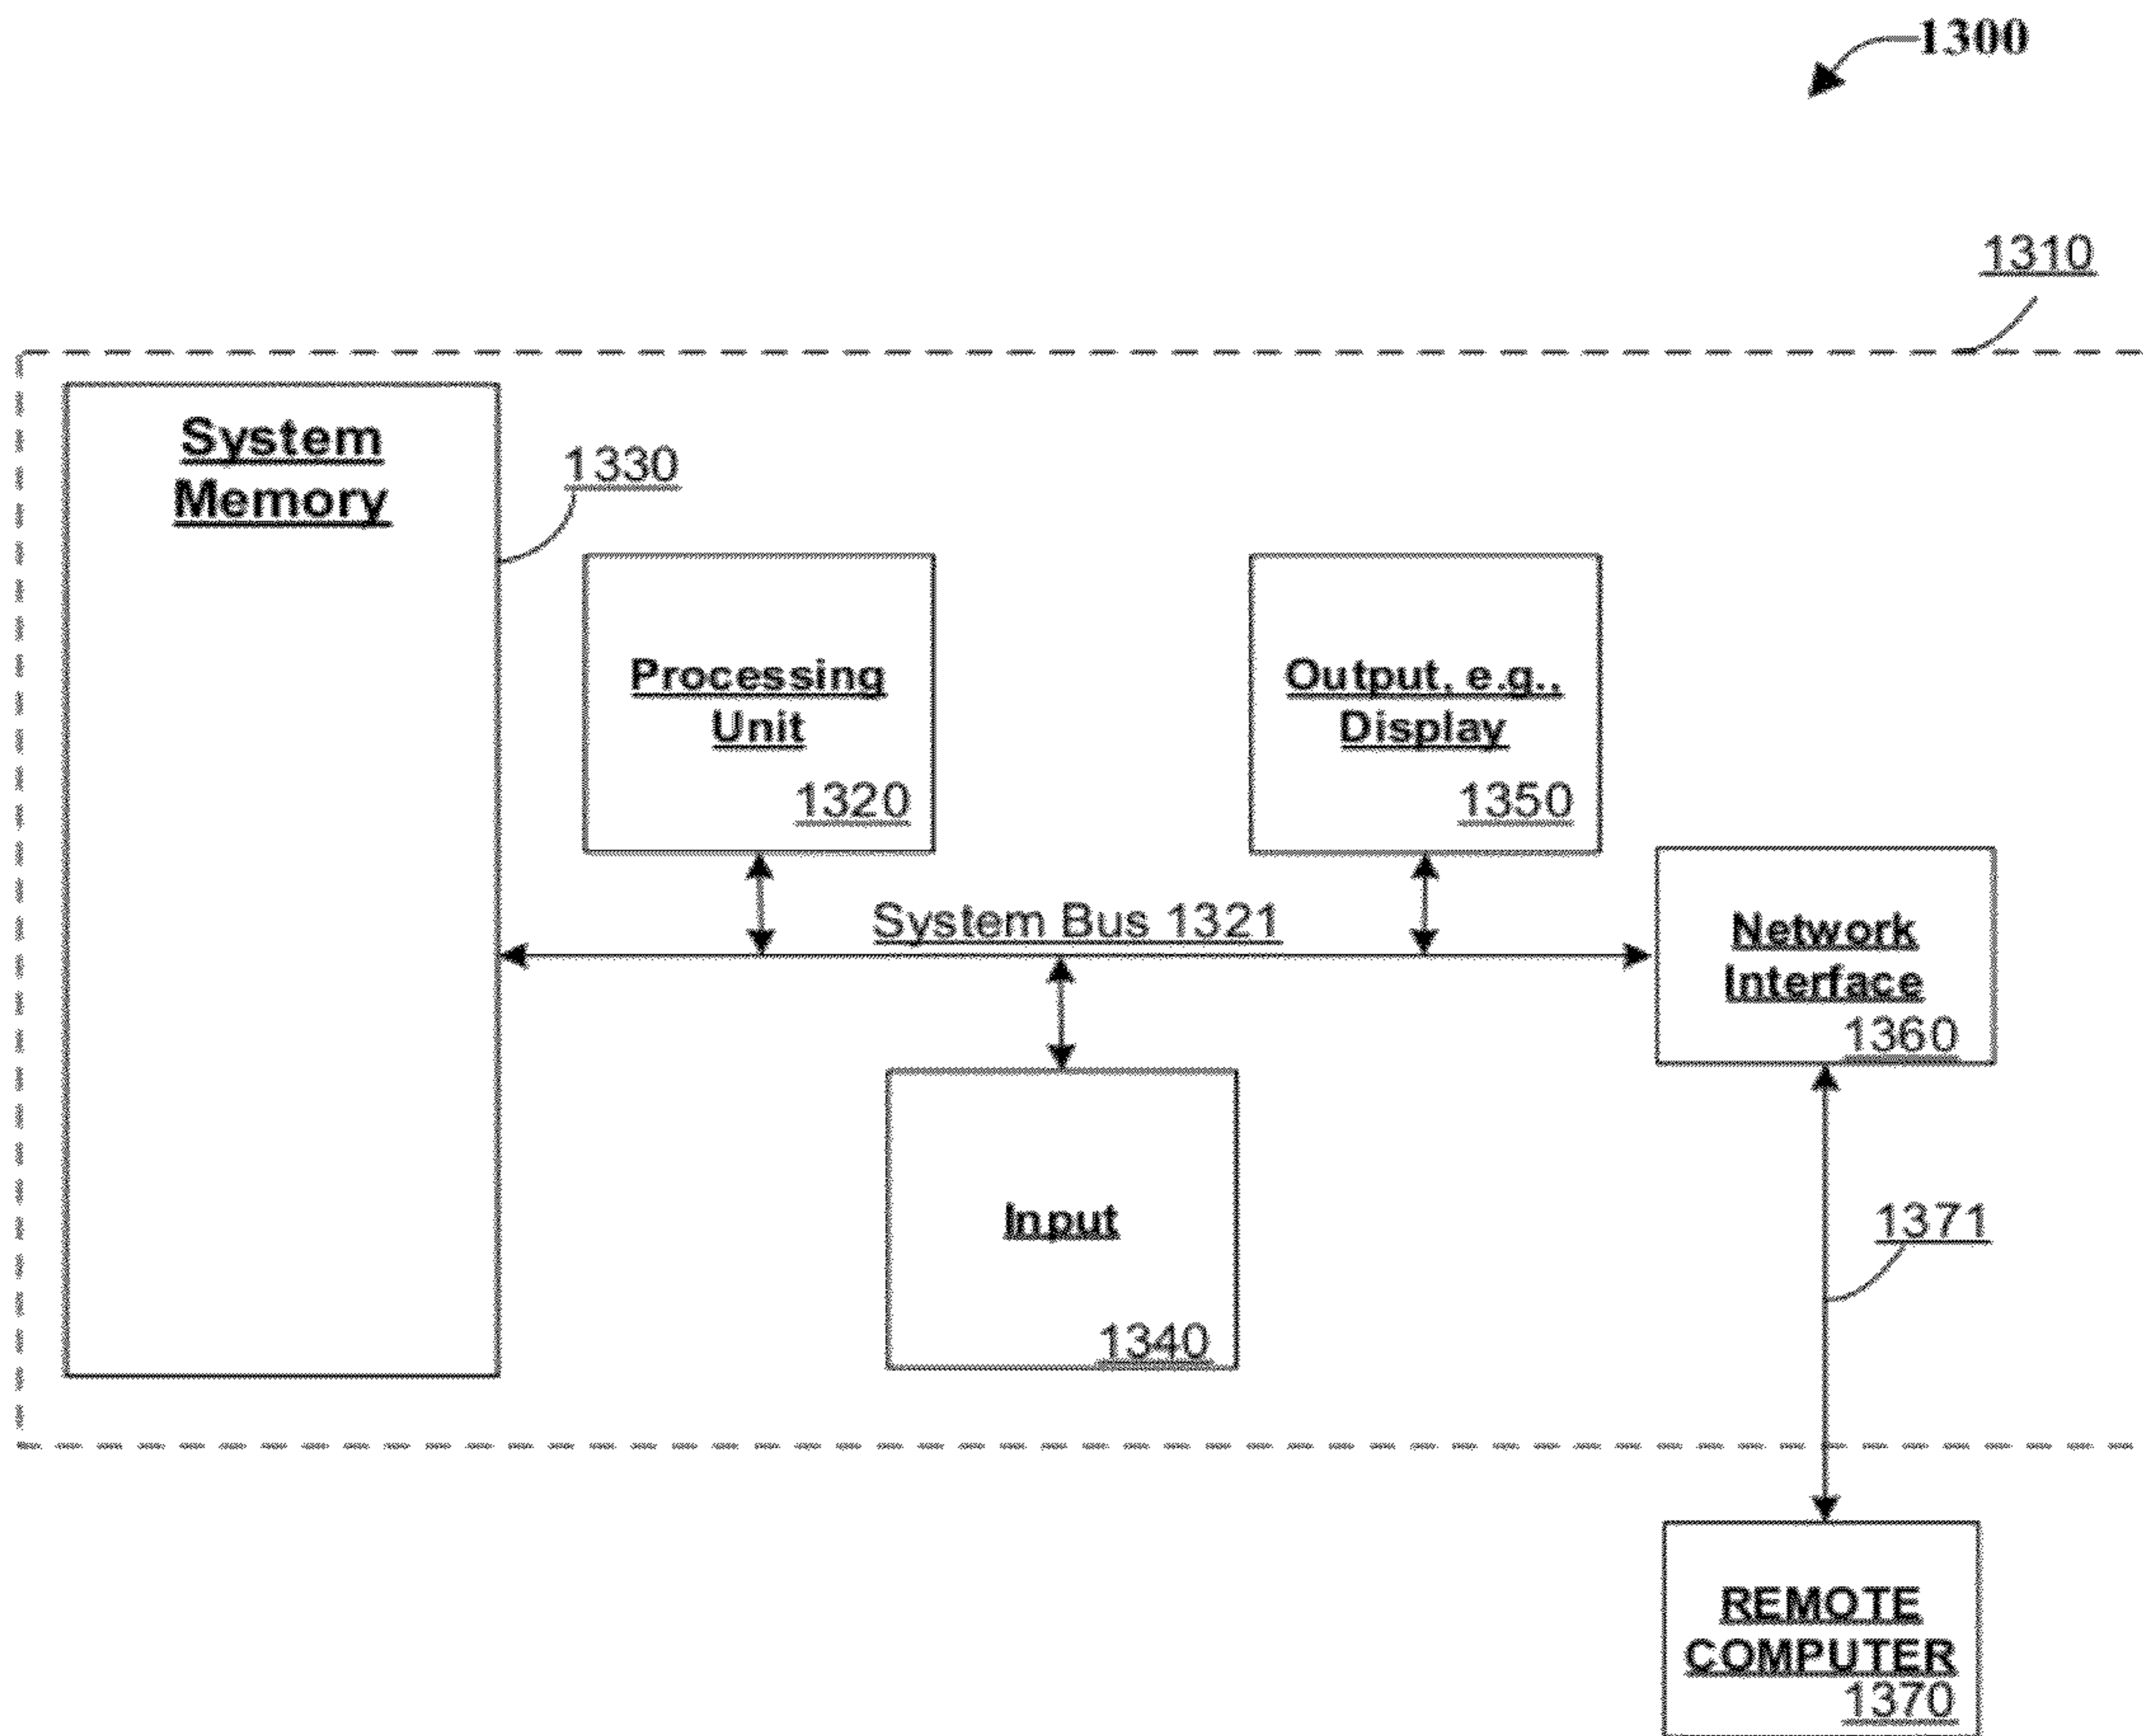 1300
1310
System
Memory
1330
Processing
Unit
1320
Output, e.g.,
Display
1350
System Bus 1321
Network
Interface
1360
Input
1340
1371
REMOTE
COMPUTER
1370